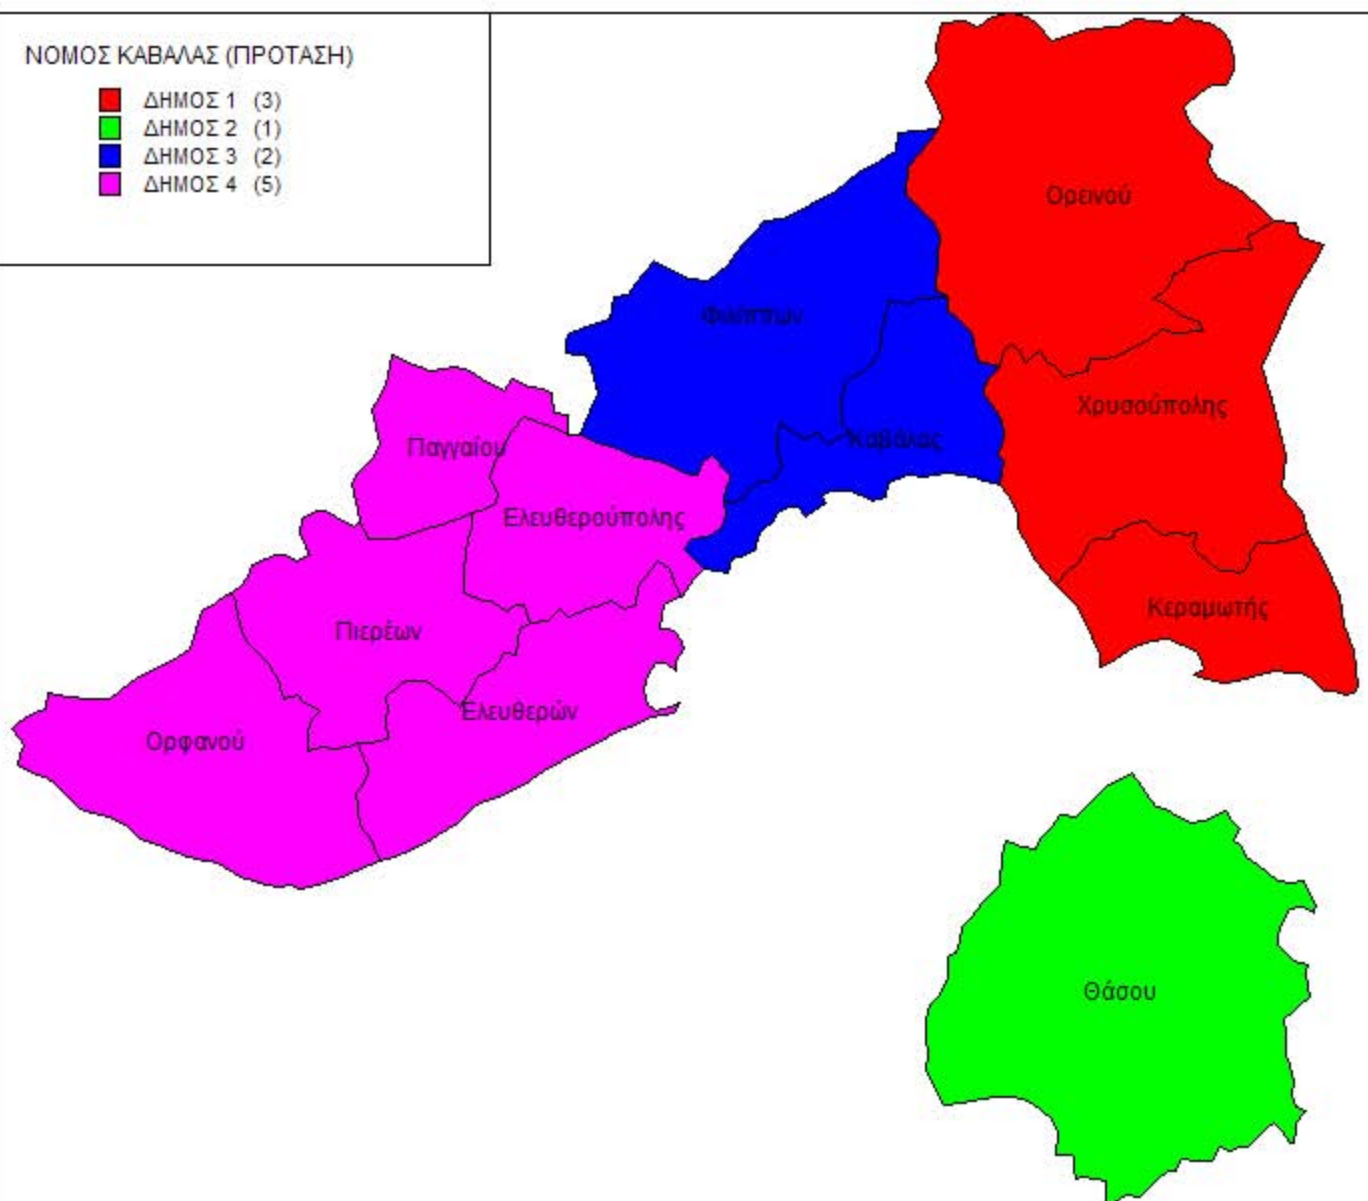 ΝΟΜΟΣ ΚΑΒΑΛΑΣ (ΠΡΟΤΑΣΗ)
ΔΗΜΟΣ 1 (3)
ΔΗΜΟΣ 2 (1)
ΔΗΜΟΣ 3 (2)
ΔΗΜΟΣ 4 (5)
Ορεινού
Φιλίππων
Χρυσούπολης
Καβάλας
Παγγαίου
Ελευθερούπολης
Κεραμωτής
Πιερέων
Ελευθερών
Ορφανού
Θάσου